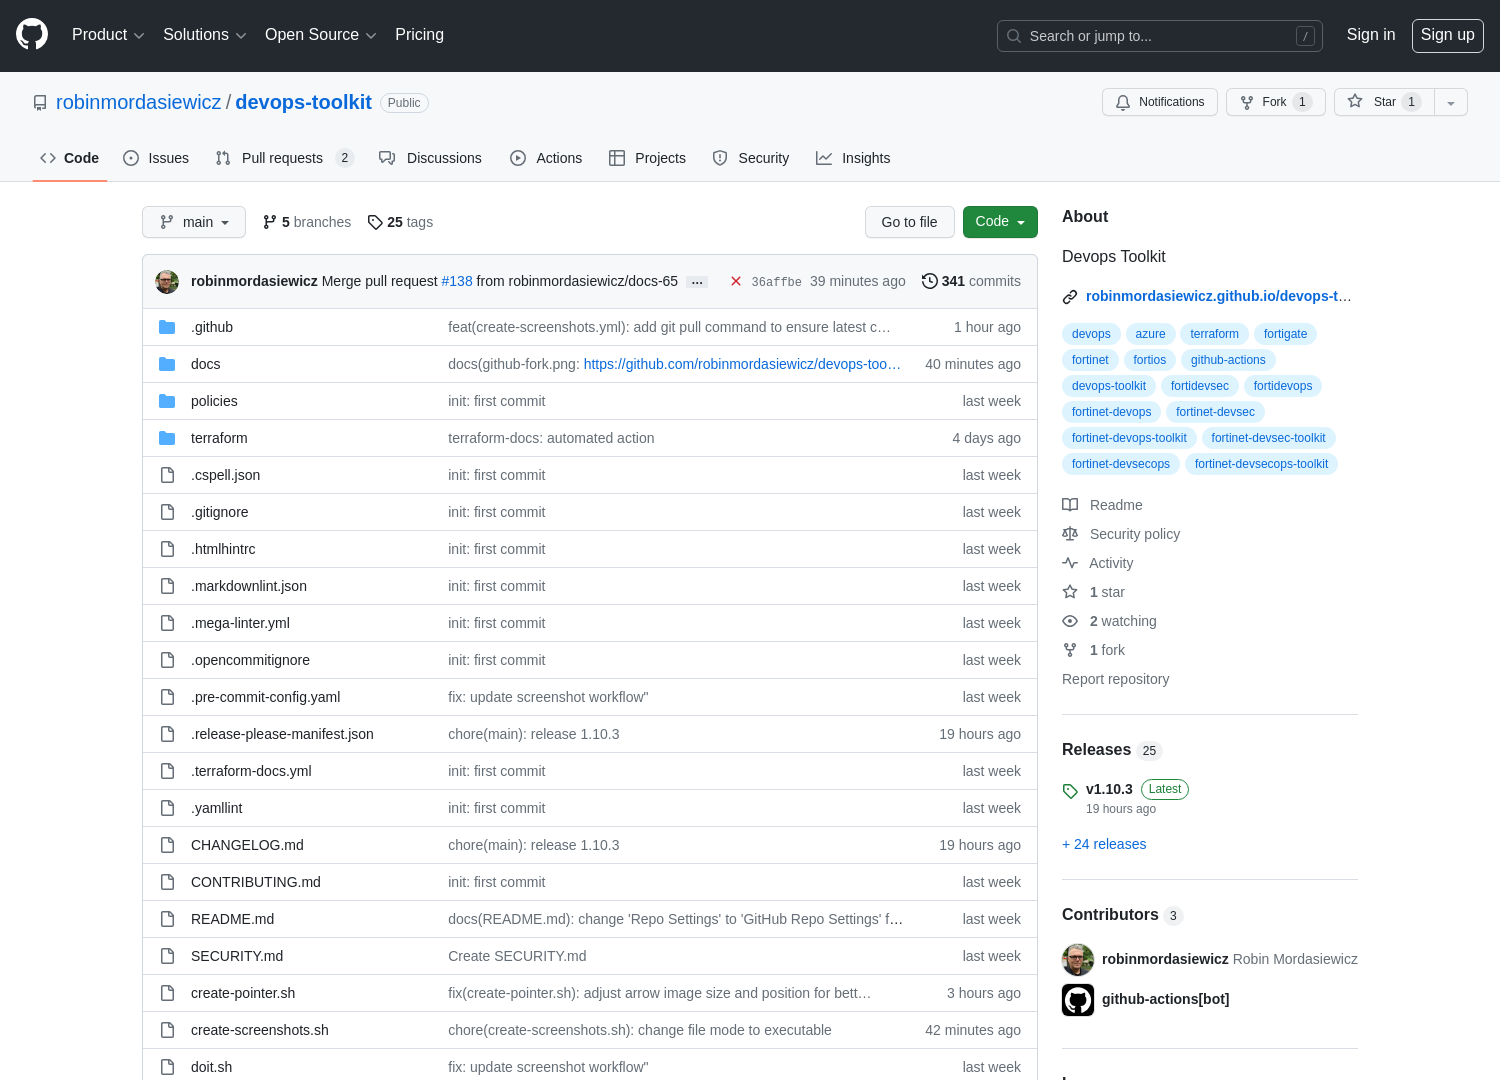 Product Solutions Open Source Pricing Search or jump to... / Sign in Sign up
robinmordasiewicz / devops-toolkit Public Notifications Fork 1 Star 1
Code Issues Pull requests 2 Discussions Actions Projects Security Insights
main 5 branches 25 tags Go to file Code
robinmordasiewicz Merge pull request #138 from robinmordasiewicz/docs-65 … 36affbe 39 minutes ago 341 commits
.github feat(create-screenshots.yml): add git pull command to ensure latest c… 1 hour ago
docs docs(github-fork.png: https://github.com/robinmordasiewicz/devops-too… 40 minutes ago
policies init: first commit last week
terraform terraform-docs: automated action 4 days ago
.cspell.json init: first commit last week
.gitignore init: first commit last week
.htmlhintrc init: first commit last week
.markdownlint.json init: first commit last week
.mega-linter.yml init: first commit last week
.opencommitignore init: first commit last week
.pre-commit-config.yaml fix: update screenshot workflow" last week
.release-please-manifest.json chore(main): release 1.10.3 19 hours ago
.terraform-docs.yml init: first commit last week
.yamllint init: first commit last week
CHANGELOG.md chore(main): release 1.10.3 19 hours ago
CONTRIBUTING.md init: first commit last week
README.md docs(README.md): change 'Repo Settings' to 'GitHub Repo Settings' f… last week
SECURITY.md Create SECURITY.md last week
create-pointer.sh fix(create-pointer.sh): adjust arrow image size and position for bett… 3 hours ago
create-screenshots.sh chore(create-screenshots.sh): change file mode to executable 42 minutes ago
doit.sh fix: update screenshot workflow" last week
About
Devops Toolkit
robinmordasiewicz.github.io/devops-t…
devops azure terraform fortigate
fortinet fortios github-actions
devops-toolkit fortidevsec fortidevops
fortinet-devops fortinet-devsec
fortinet-devops-toolkit fortinet-devsec-toolkit
fortinet-devsecops fortinet-devsecops-toolkit
Readme
Security policy
Activity
1 star
2 watching
1 fork
Report repository
Releases 25
v1.10.3 Latest
19 hours ago
+ 24 releases
Contributors 3
robinmordasiewicz Robin Mordasiewicz
github-actions[bot]